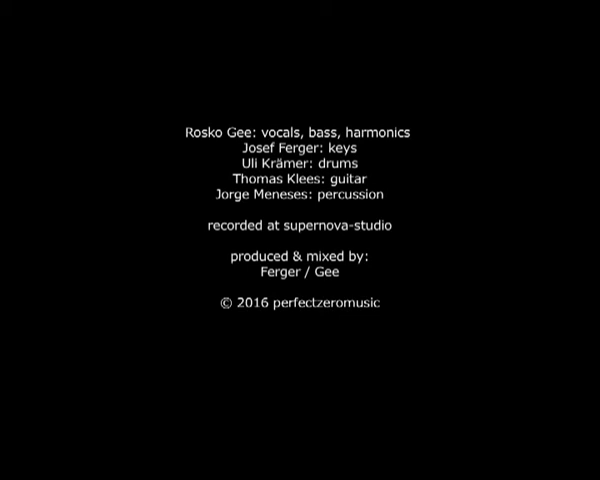 Rosko Gee: vocals, bass, harmonics
Josef Ferger: keys
Uli Krämer: drums
Thomas Klees: guitar
Jorge Meneses: percussion
recorded at supernova-studio
produced & mixed by:
Ferger / Gee
© 2016 perfectzeromusic